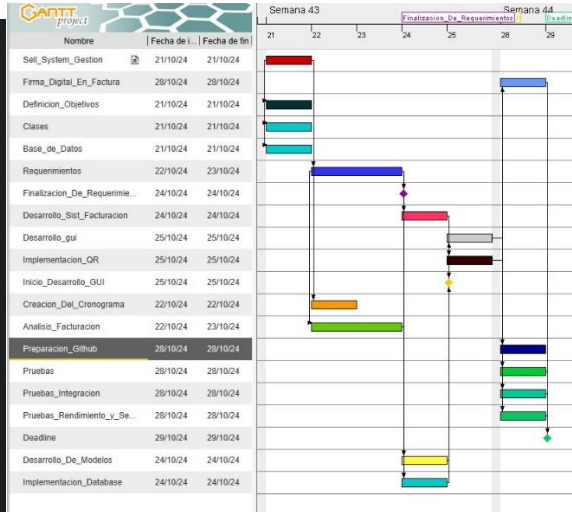 GANTT
project
Nombre Fecha de i... Fecha de fin
Semana 43 Semana 44
Finalizacion_De_Requerimientos Deadlin
21 22 23 24 25 28 29
Sell_System_Gestion 21/10/24 21/10/24
Firma_Digital_En_Factura 28/10/24 28/10/24
Definicion_Objetivos 21/10/24 21/10/24
Clases 21/10/24 21/10/24
Base_de_Datos 21/10/24 21/10/24
Requerimientos 22/10/24 23/10/24
Finalizacion_De_Requerimie... 24/10/24 24/10/24
Desarrollo_Sist_Facturacion 24/10/24 24/10/24
Desarrollo_gui 25/10/24 25/10/24
Implementacion_QR 25/10/24 25/10/24
Inicio_Desarrollo_GUI 25/10/24 25/10/24
Creacion_Del_Cronograma 22/10/24 22/10/24
Analisis_Facturacion 22/10/24 23/10/24
Preparacion_Github 28/10/24 28/10/24
Pruebas 28/10/24 28/10/24
Pruebas_Integracion 28/10/24 28/10/24
Pruebas_Rendimiento_y_Se... 28/10/24 28/10/24
Deadline 29/10/24 29/10/24
Desarrollo_De_Modelos 24/10/24 24/10/24
Implementacion_Database 24/10/24 24/10/24